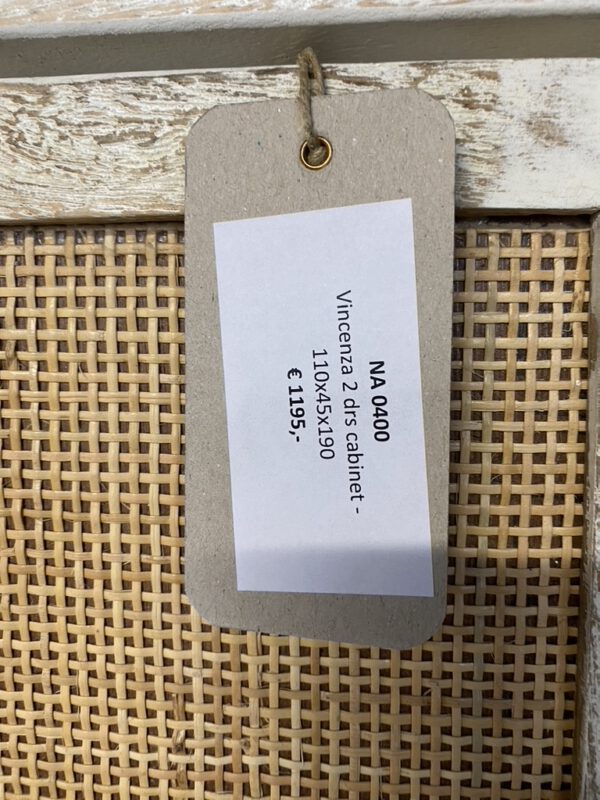 NA 0400
Vincenza 2 drs cabinet -
110x45x190
€ 1195,-